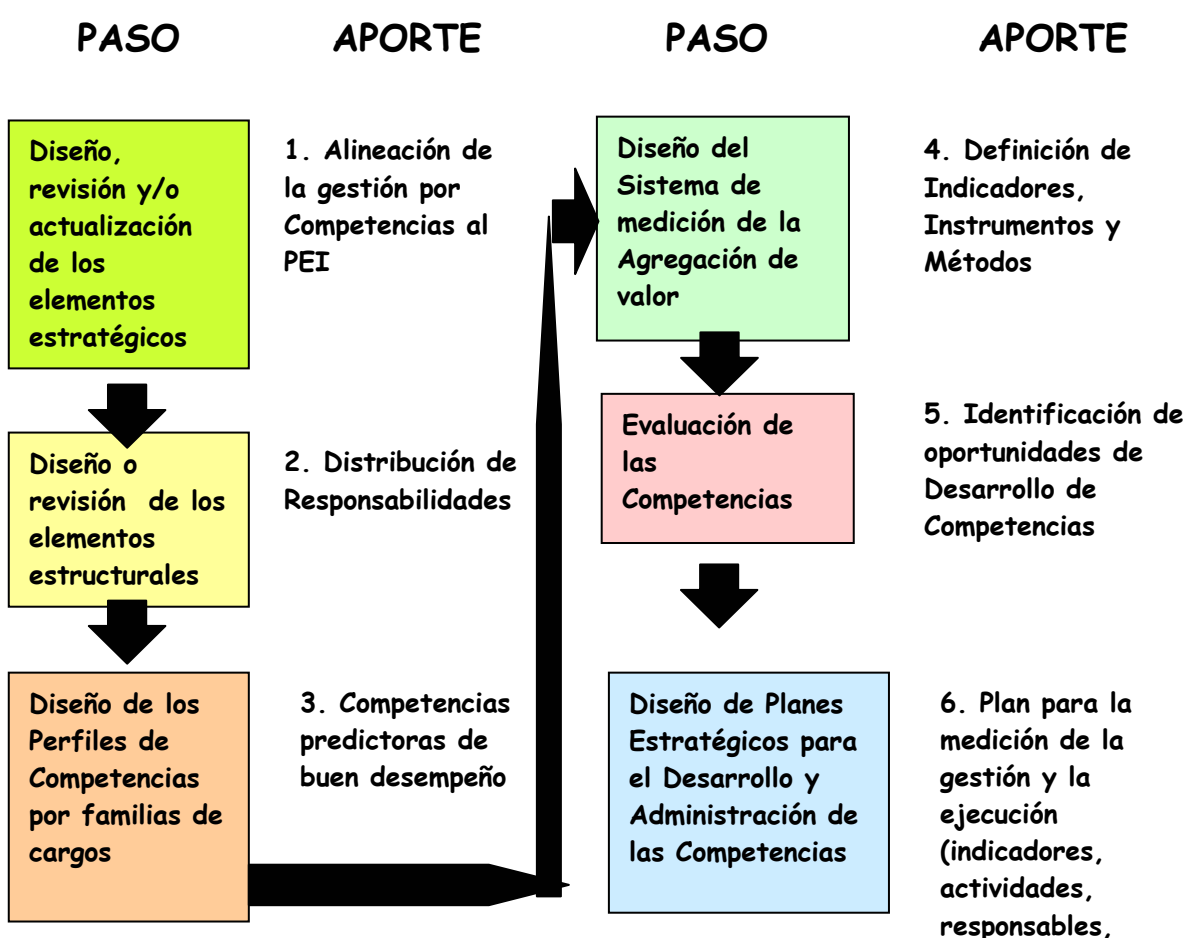 PASO
APORTE
PASO
APORTE
Diseño,
revisión y/o
actualización
de los
elementos
estratégicos
1. Alineación de
la gestión por
Competencias al
PEI
Diseño o
revisión de los
elementos
estructurales
2. Distribución de
Responsabilidades
Diseño de los
Perfiles de
Competencias
por familias de
cargos
3. Competencias
predictoras de
buen desempeño
Diseño del
Sistema de
medición de la
Agregación de
valor
4. Definición de
Indicadores,
Instrumentos y
Métodos
Evaluación de
las
Competencias
5. Identificación de
oportunidades de
Desarrollo de
Competencias
Diseño de Planes
Estratégicos para
el Desarrollo y
Administración de
las Competencias
6. Plan para la
medición de la
gestión y la
ejecución
(indicadores,
actividades,
responsables,